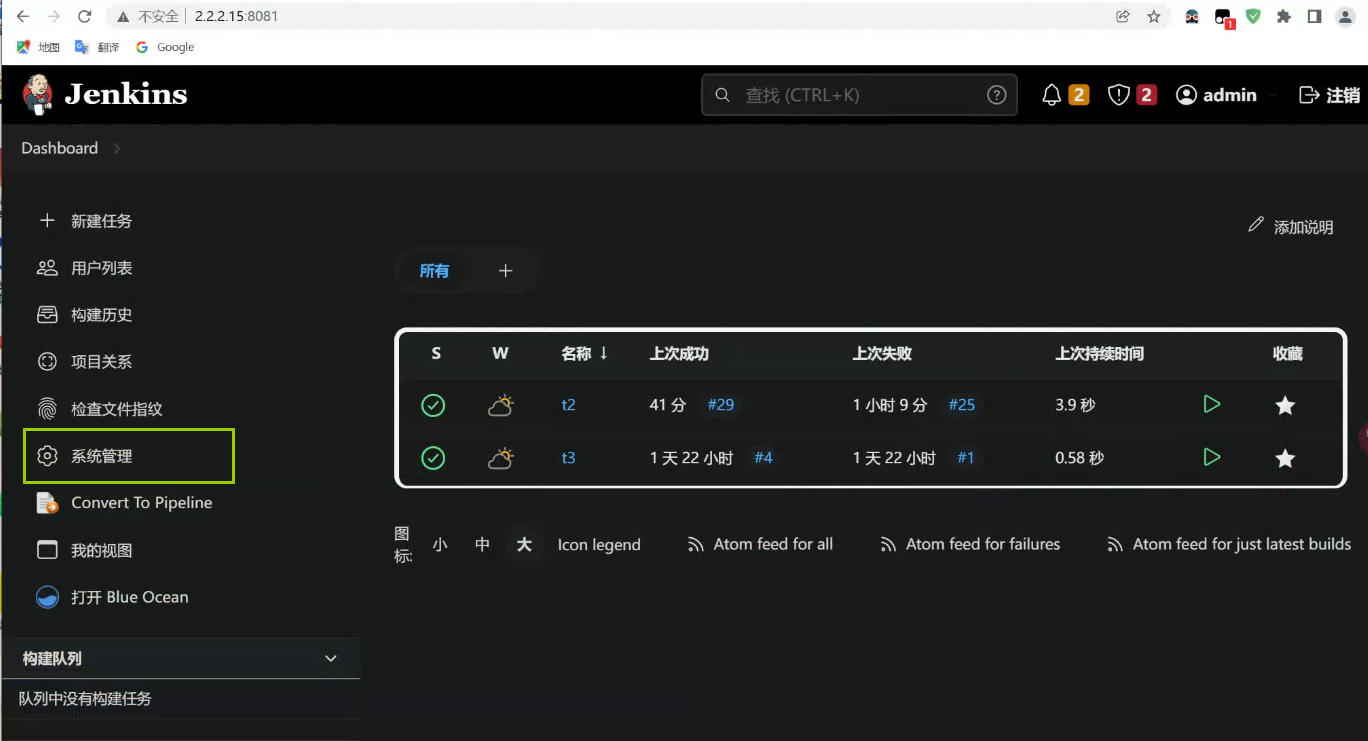 不安全 2.2.2.15:8081
1
地图 翻译 Google
Jenkins 查找 (CTRL+K) 2 2 admin 注销
Dashboard
新建任务
添加说明
用户列表
所有
构建历史
S W 名称 ↓ 上次成功 上次失败 上次持续时间 收藏
项目关系
t2 41 分 #29 1 小时 9 分 #25 3.9 秒
检查文件指纹
系统管理
t3 1 天 22 小时 #4 1 天 22 小时 #1 0.58 秒
Convert To Pipeline
图标: 小 中 大 Icon legend Atom feed for all Atom feed for failures Atom feed for just latest builds
我的视图
打开 Blue Ocean
构建队列
队列中没有构建任务